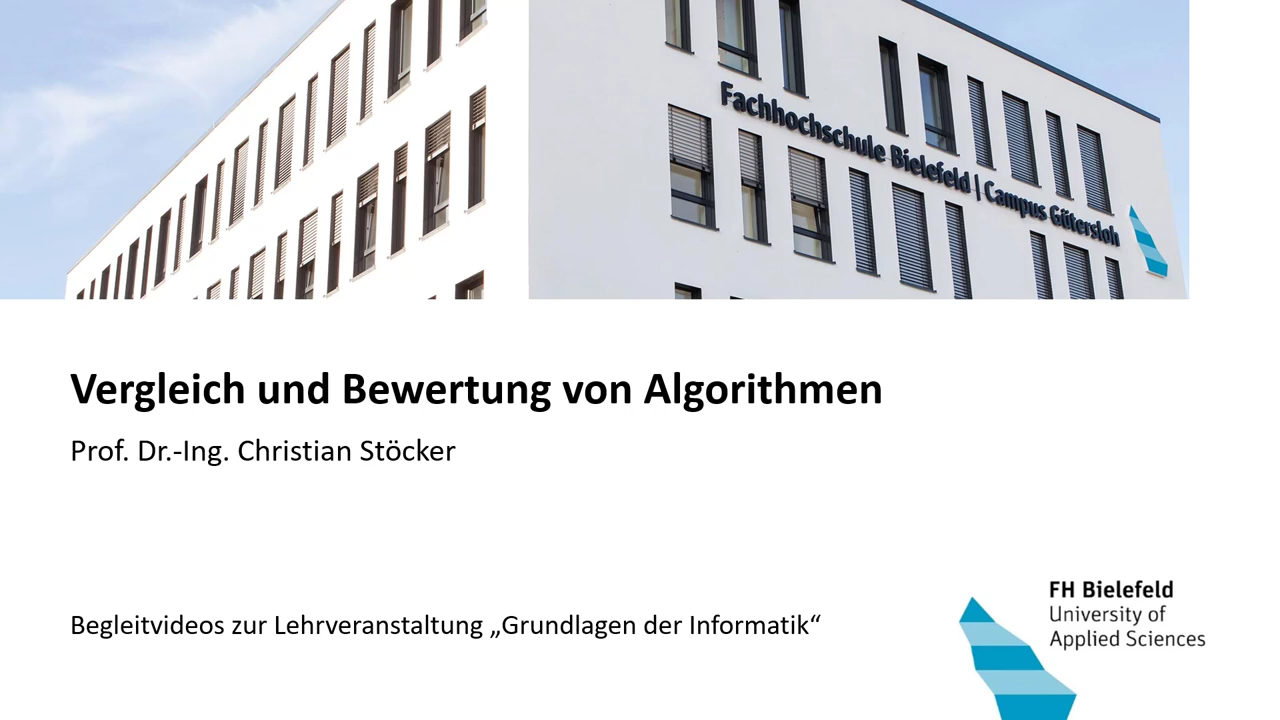 Fachhochschule Bielefeld | Campus Gütersloh
Vergleich und Bewertung von Algorithmen
Prof. Dr.-Ing. Christian Stöcker
Begleitvideos zur Lehrveranstaltung „Grundlagen der Informatik“
FH Bielefeld
University of
Applied Sciences